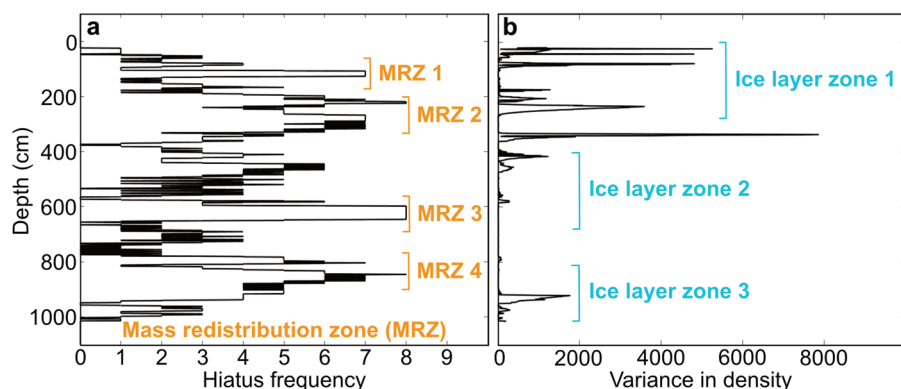 a
b
0
200
400
600
800
1000
Depth (cm)
MRZ 1
MRZ 2
MRZ 3
MRZ 4
Mass redistribution zone (MRZ)
0 1 2 3 4 5 6 7 8 9
Hiatus frequency
Ice layer zone 1
Ice layer zone 2
Ice layer zone 3
0 2000 4000 6000 8000
Variance in density